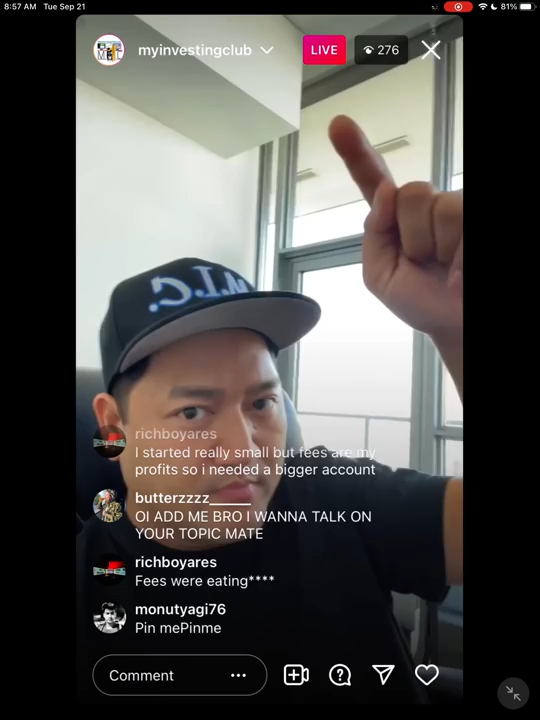 8:57 AM Tue Sep 21
81%
myinvestingclub
LIVE
276
M.I.C.
richboyares
I started really small but fees are my
profits so i needed a bigger account
butterzzzz____
OI ADD ME BRO I WANNA TALK ON
YOUR TOPIC MATE
richboyares
Fees were eating****
monutyagi76
Pin mePinme
Comment